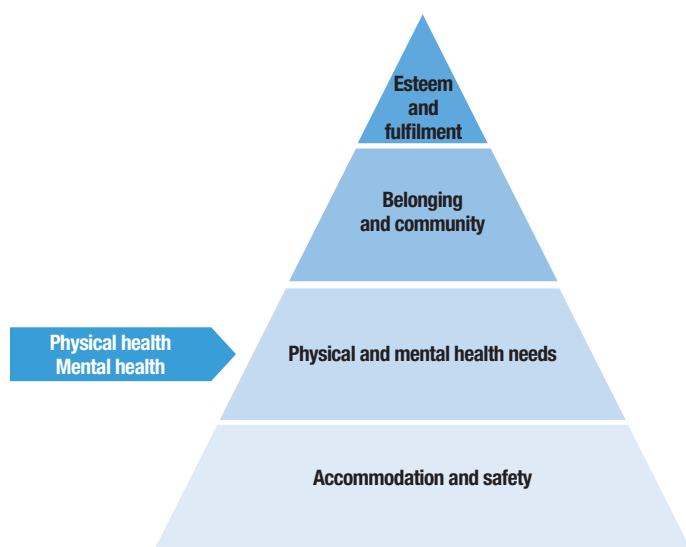 Esteem
and
fulfilment
Belonging
and community
Physical health
Mental health
Physical and mental health needs
Accommodation and safety